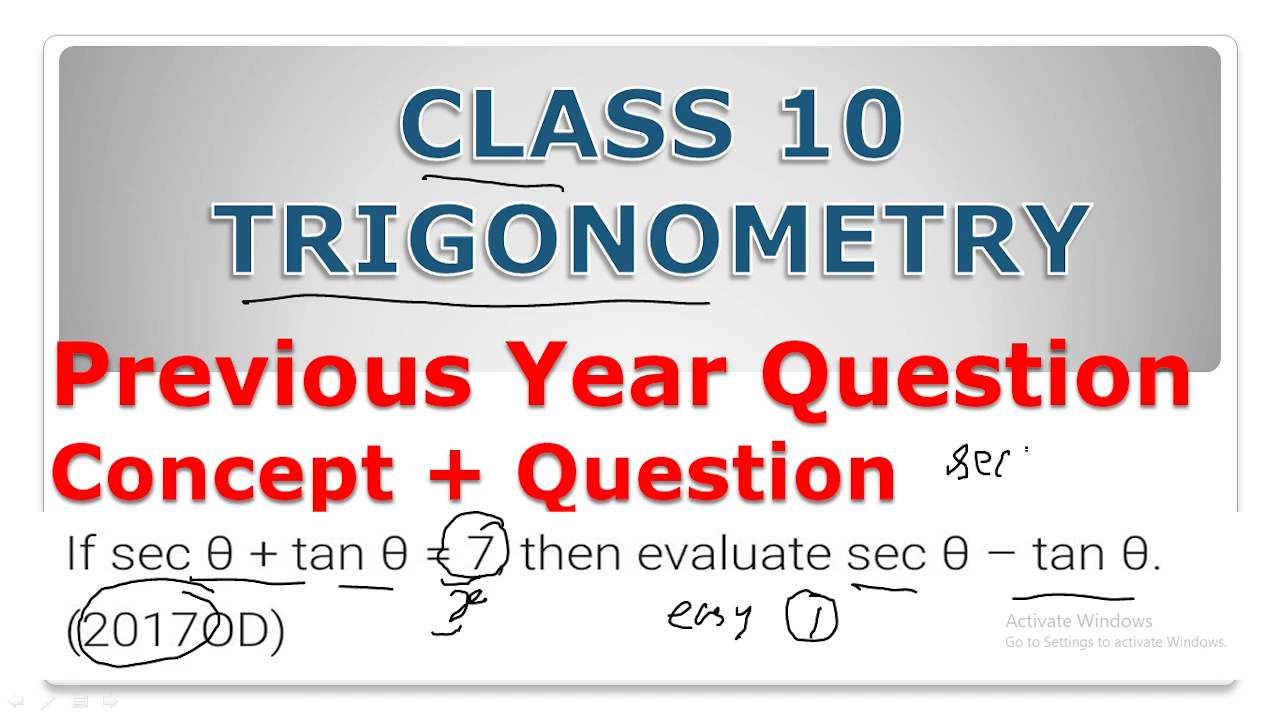 CLASS 10
TRIGONOMETRY
Previous Year Question
Concept + Question sec
If sec θ + tan θ = 7, then evaluate sec θ – tan θ.
(2017OD) x easy 1
Activate Windows
Go to Settings to activate Windows.